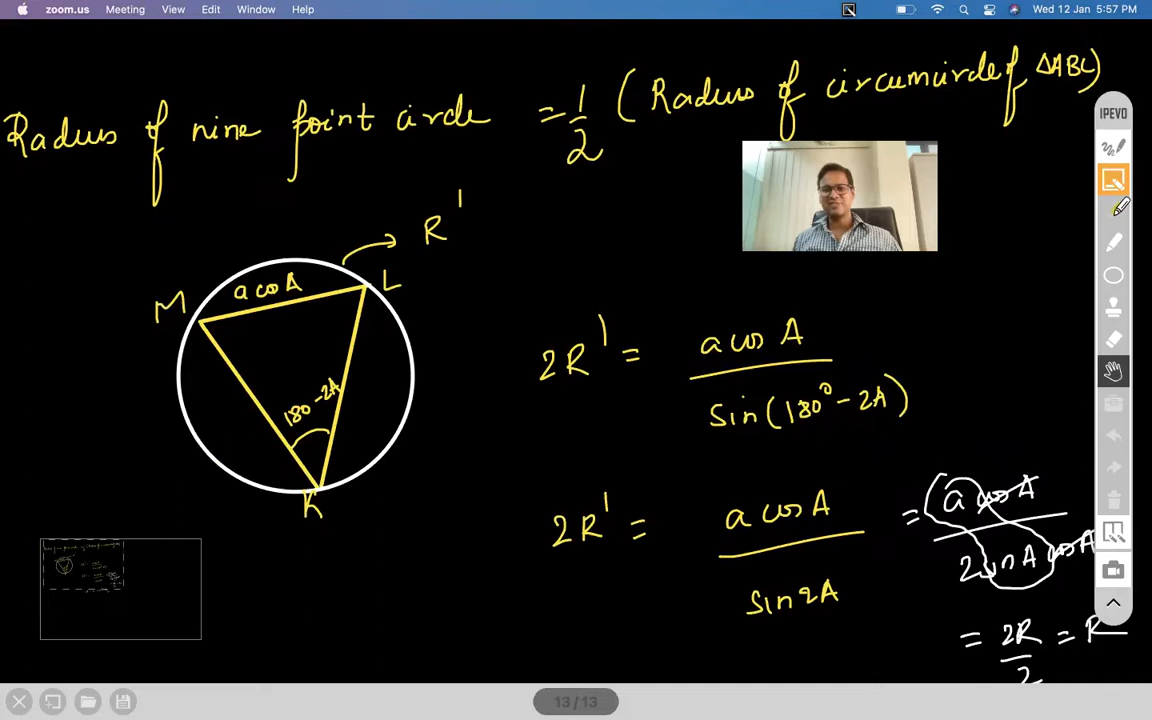 zoom.us Meeting View Edit Window Help Wed 12 Jan 5:57 PM
Radius of nine point circle = 1/2 (Radius of circumcircle of ΔABC)
IPEVO
R'
M a cos A L
180-2A
K
2R' = a cos A / sin(180°-2A)
2R' = a cos A / sin 2A = a cos A / 2 sin A cos A
= 2R/2 = R
13 / 13